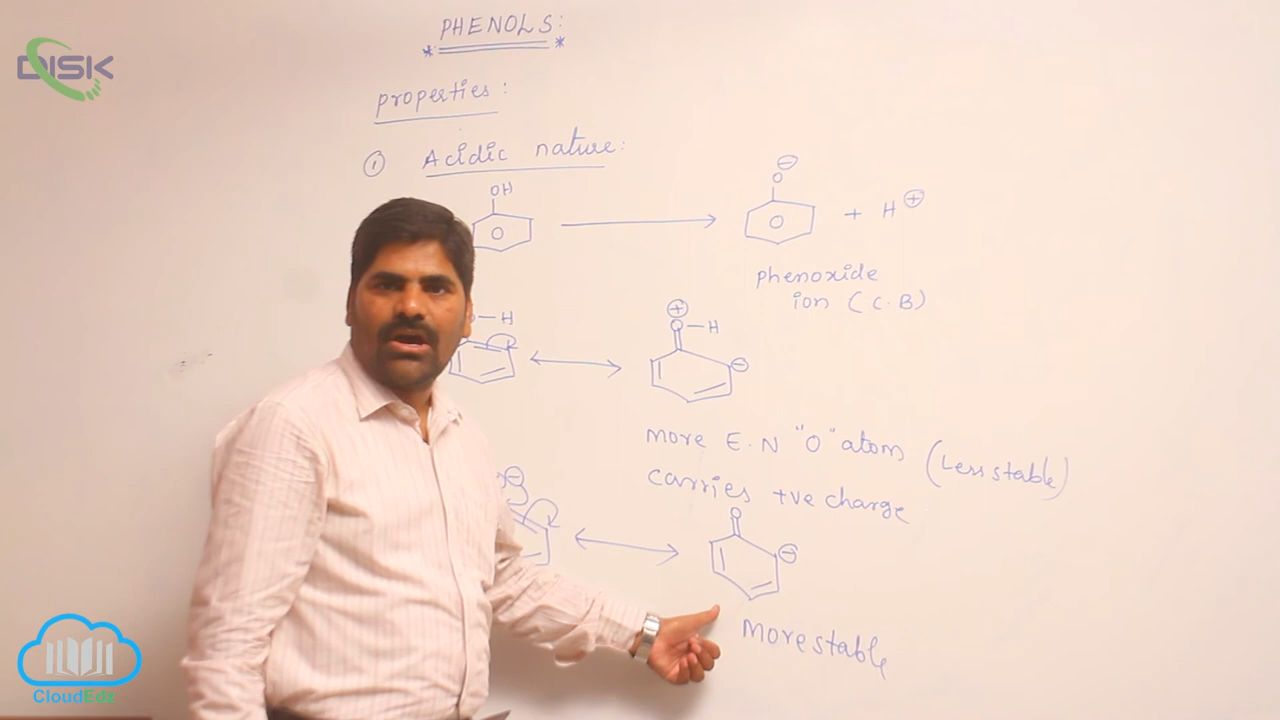 DISK
PHENOLS:
properties:
① Acidic nature:
OH
O ⊖
+ H ⊕
phenoxide
ion (C.B)
- H
⊕
O - H
⊖
more E.N "O" atom (Less stable)
carries +ve charge
⊖
O
⊖
More stable
CloudEdz